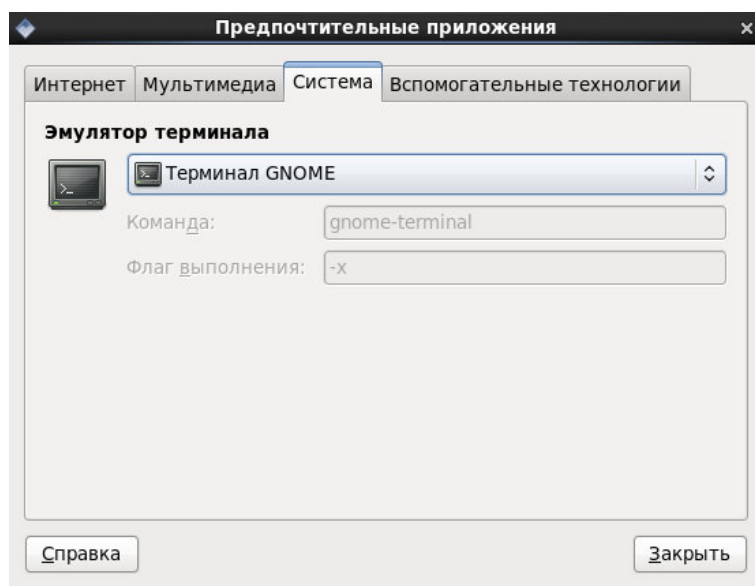 Предпочтительные приложения
Интернет Мультимедиа Система Вспомогательные технологии
Эмулятор терминала
Терминал GNOME
Команда: gnome-terminal
Флаг выполнения: -x
Справка Закрыть